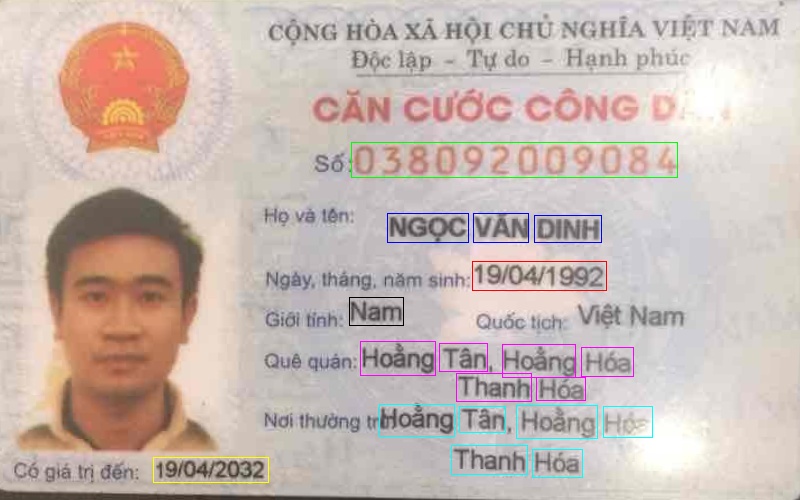 CỘNG HÒA XÃ HỘI CHỦ NGHĨA VIỆT NAM
Độc lập - Tự do - Hạnh phúc
CĂN CƯỚC CÔNG
Số: 038092009084
Họ và tên: NGỌC VĂN DINH
Ngày, tháng, năm sinh: 19/04/1992
Giới tính: Nam Quốc tịch: Việt Nam
Quê quán: Hoằng Tân, Hoằng Hóa
Thanh Hóa
Nơi thường trú: Hoằng Tân, Hoằng Hóa
Thanh Hóa
Có giá trị đến: 19/04/2032